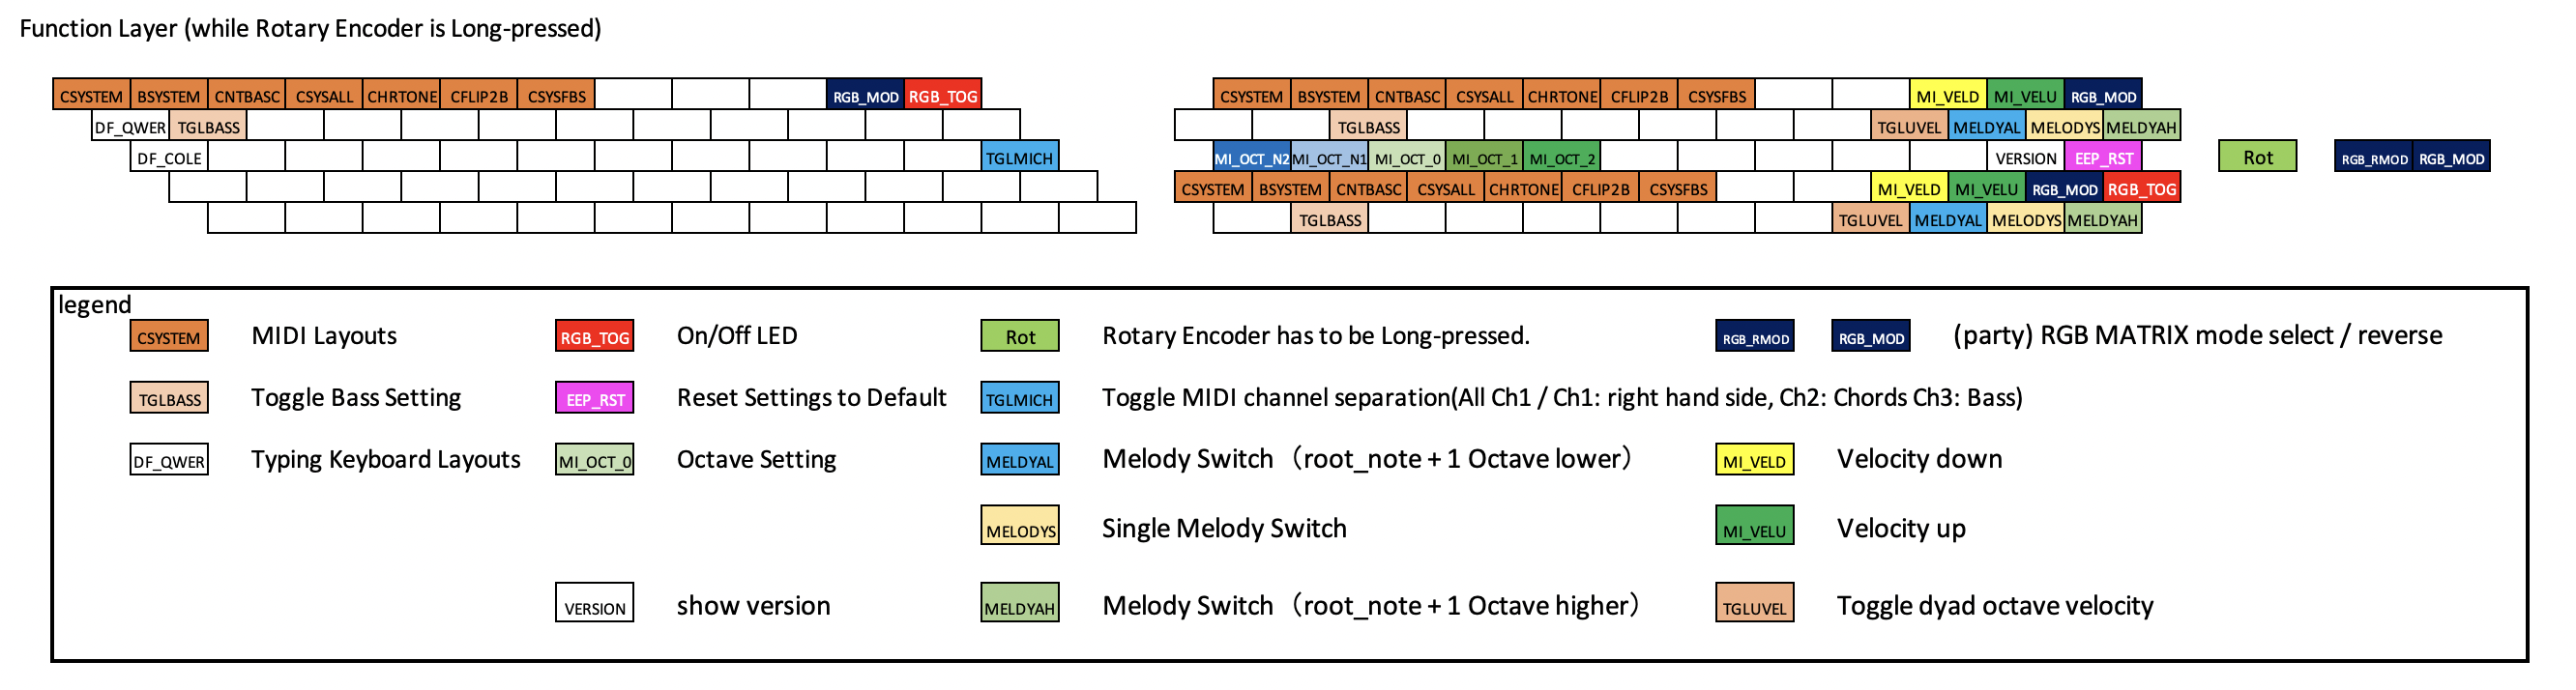 Function Layer (while Rotary Encoder is Long-pressed)
CSYSTEM BSYSTEM CNTBASC CSYSALL CHRTONE CFLIP2B CSYSFBS RGB_MOD RGB_TOG CSYSTEM BSYSTEM CNTBASC CSYSALL CHRTONE CFLIP2B CSYSFBS MI_VELD MI_VELU RGB_MOD
DF_QWER TGLBASS TGLBASS TGLUVEL MELDYAL MELODYS MELDYAH
DF_COLE TGLMICH MI_OCT_N2 MI_OCT_N1 MI_OCT_0 MI_OCT_1 MI_OCT_2 VERSION EEP_RST Rot RGB_RMOD RGB_MOD
CSYSTEM BSYSTEM CNTBASC CSYSALL CHRTONE CFLIP2B CSYSFBS MI_VELD MI_VELU RGB_MOD RGB_TOG
TGLBASS TGLUVEL MELDYAL MELODYS MELDYAH
legend
CSYSTEM MIDI Layouts RGB_TOG On/Off LED Rot Rotary Encoder has to be Long-pressed. RGB_RMOD RGB_MOD (party) RGB MATRIX mode select / reverse
TGLBASS Toggle Bass Setting EEP_RST Reset Settings to Default TGLMICH Toggle MIDI channel separation(All Ch1 / Ch1: right hand side, Ch2: Chords Ch3: Bass)
DF_QWER Typing Keyboard Layouts MI_OCT_0 Octave Setting MELDYAL Melody Switch（root_note + 1 Octave lower） MI_VELD Velocity down
MELODYS Single Melody Switch MI_VELU Velocity up
VERSION show version MELDYAH Melody Switch（root_note + 1 Octave higher） TGLUVEL Toggle dyad octave velocity